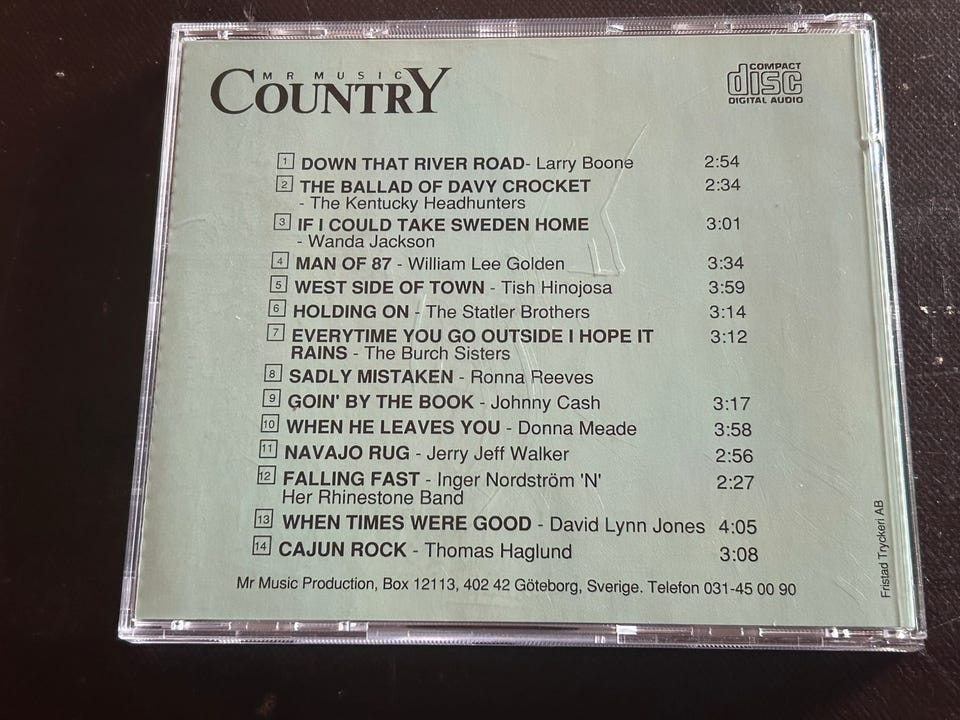 MR MUSIC
COUNTRY
COMPACT
disc
DIGITAL AUDIO
1 DOWN THAT RIVER ROAD- Larry Boone 2:54
2 THE BALLAD OF DAVY CROCKET 2:34
- The Kentucky Headhunters
3 IF I COULD TAKE SWEDEN HOME 3:01
- Wanda Jackson
4 MAN OF 87 - William Lee Golden 3:34
5 WEST SIDE OF TOWN - Tish Hinojosa 3:59
6 HOLDING ON - The Statler Brothers 3:14
7 EVERYTIME YOU GO OUTSIDE I HOPE IT 3:12
RAINS - The Burch Sisters
8 SADLY MISTAKEN - Ronna Reeves
9 GOIN' BY THE BOOK - Johnny Cash 3:17
10 WHEN HE LEAVES YOU - Donna Meade 3:58
11 NAVAJO RUG - Jerry Jeff Walker 2:56
12 FALLING FAST - Inger Nordström 'N' 2:27
Her Rhinestone Band
13 WHEN TIMES WERE GOOD - David Lynn Jones 4:05
14 CAJUN ROCK - Thomas Haglund 3:08
Mr Music Production, Box 12113, 402 42 Göteborg, Sverige. Telefon 031-45 00 90
Fristad Tryckeri AB